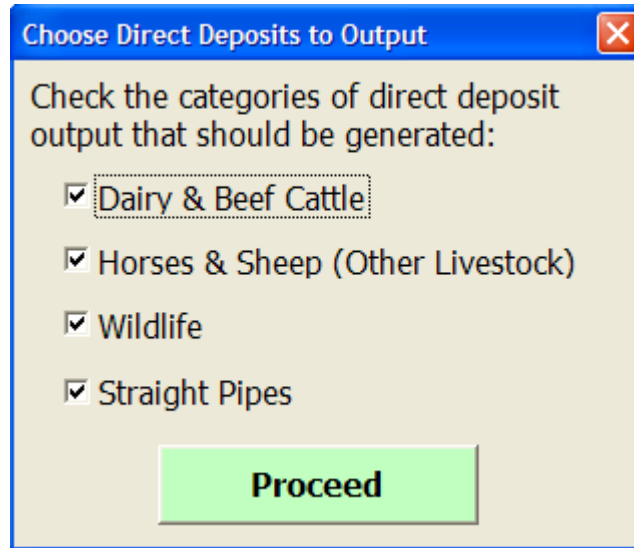 Choose Direct Deposits to Output
Check the categories of direct deposit
output that should be generated:
Dairy & Beef Cattle
Horses & Sheep (Other Livestock)
Wildlife
Straight Pipes
Proceed